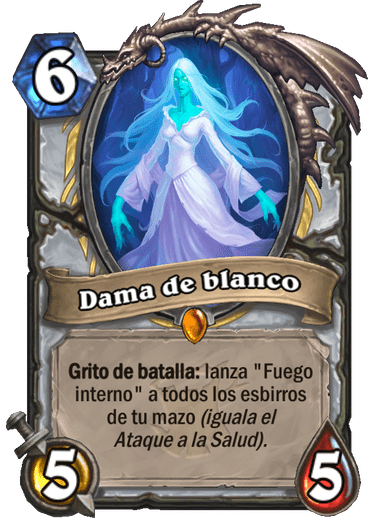 6
Dama de blanco
Grito de batalla: lanza "Fuego
interno" a todos los esbirros
de tu mazo (iguala el
Ataque a la Salud).
5
5